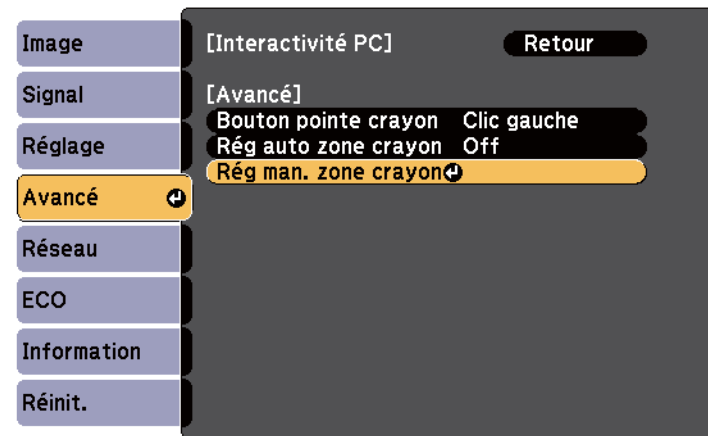 Image
Signal
Réglage
Avancé
Réseau
ECO
Information
Réinit.
[Interactivité PC] Retour
[Avancé]
Bouton pointe crayon Clic gauche
Rég auto zone crayon Off
Rég man. zone crayon